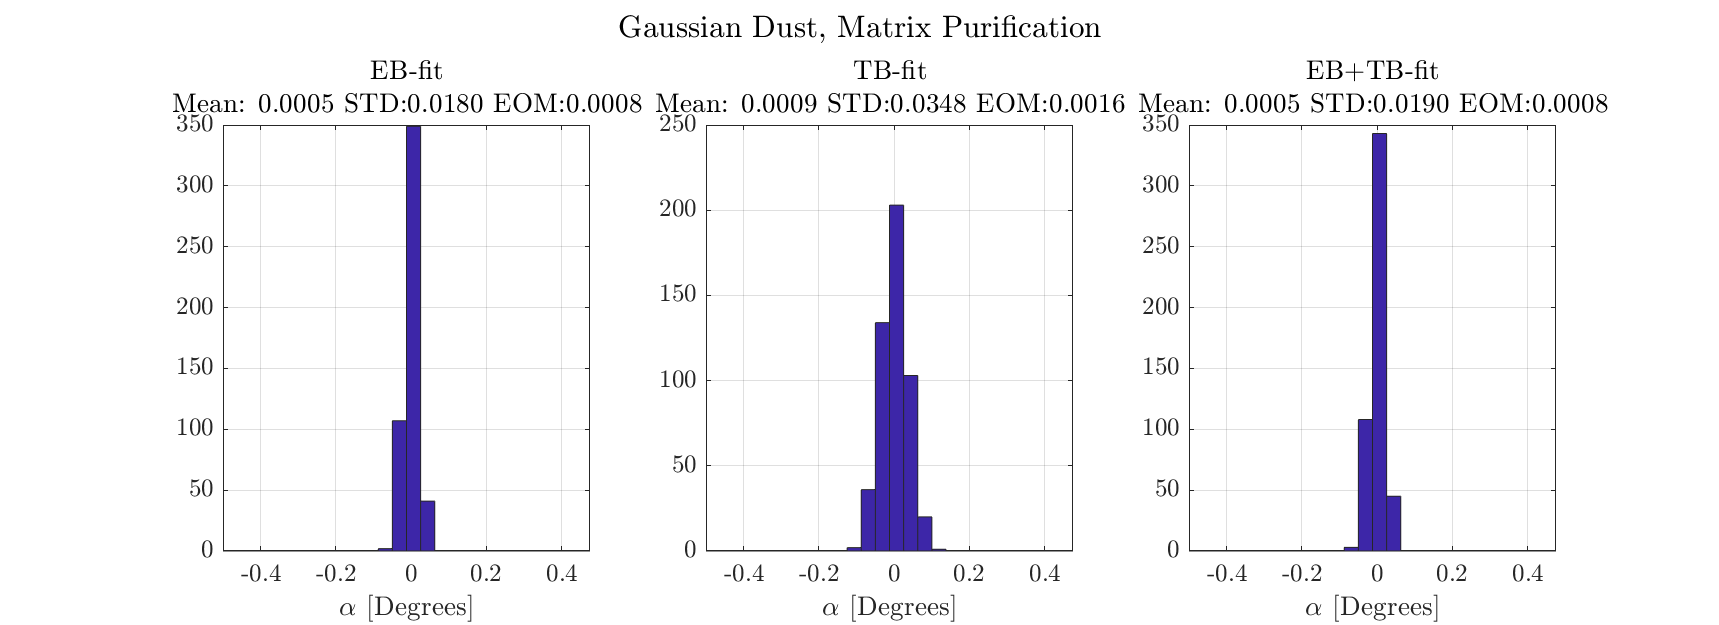 Gaussian Dust, Matrix Purification
EB-fit
Mean: 0.0005 STD:0.0180 EOM:0.0008
350
300
250
200
150
100
50
0
-0.4 -0.2 0 0.2 0.4
α [Degrees]
TB-fit
Mean: 0.0009 STD:0.0348 EOM:0.0016
250
200
150
100
50
0
-0.4 -0.2 0 0.2 0.4
α [Degrees]
EB+TB-fit
Mean: 0.0005 STD:0.0190 EOM:0.0008
350
300
250
200
150
100
50
0
-0.4 -0.2 0 0.2 0.4
α [Degrees]